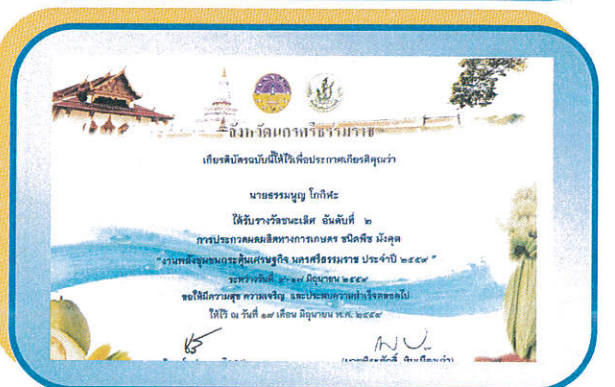 จังหวัดนครศรีธรรมราช
เกียรติบัตรฉบับนี้ให้ไว้เพื่อประกาศเกียรติคุณว่า
นายธรรมนูญ โกกิฬะ
ได้รับรางวัลชนะเลิศ อันดับที่ ๒
การประกวดผลผลิตทางการเกษตร ชนิดพืช มังคุด
"งานพลังชุมชนกระตุ้นเศรษฐกิจ นครศรีธรรมราช ประจำปี ๒๕๕๙"
ระหว่างวันที่ มิถุนายน ๒๕๕๙
ขอให้มีความสุข ความเจริญ และประสบความสำเร็จตลอดไป
ให้ไว้ ณ วันที่ ๑๗ เดือน มิถุนายน พ.ศ. ๒๕๕๙